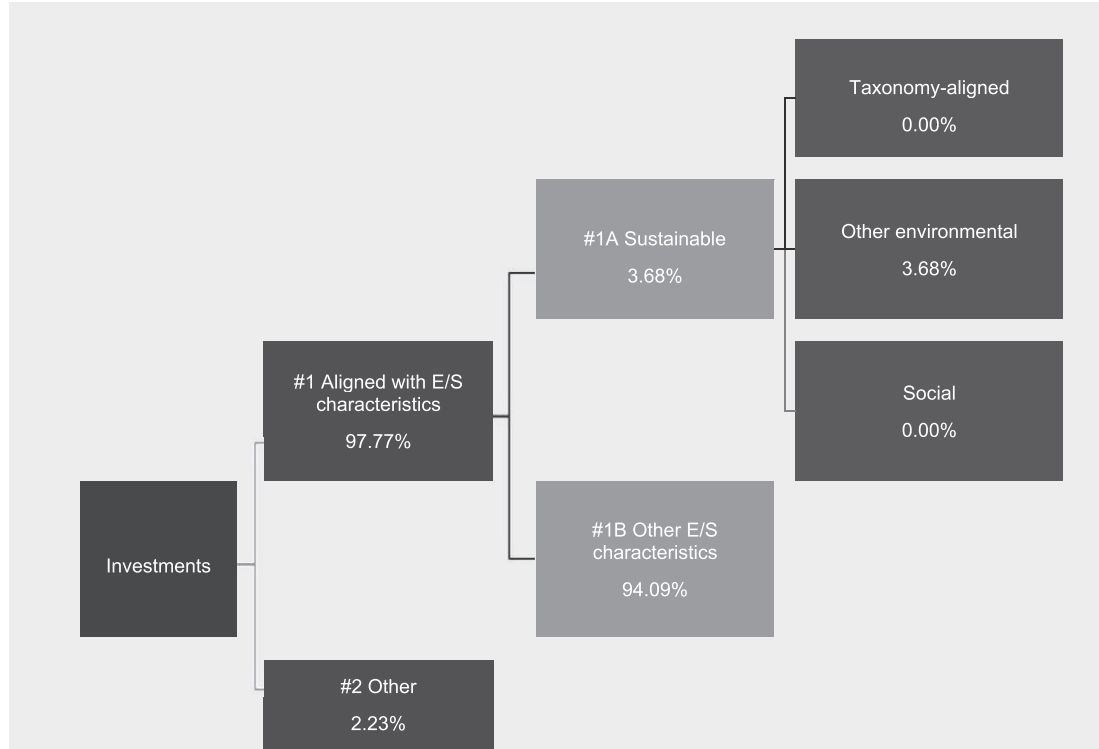 Taxonomy-aligned
0.00%
#1A Sustainable
3.68%
Other environmental
3.68%
#1 Aligned with E/S
characteristics
97.77%
Social
0.00%
Investments
#1B Other E/S
characteristics
94.09%
#2 Other
2.23%